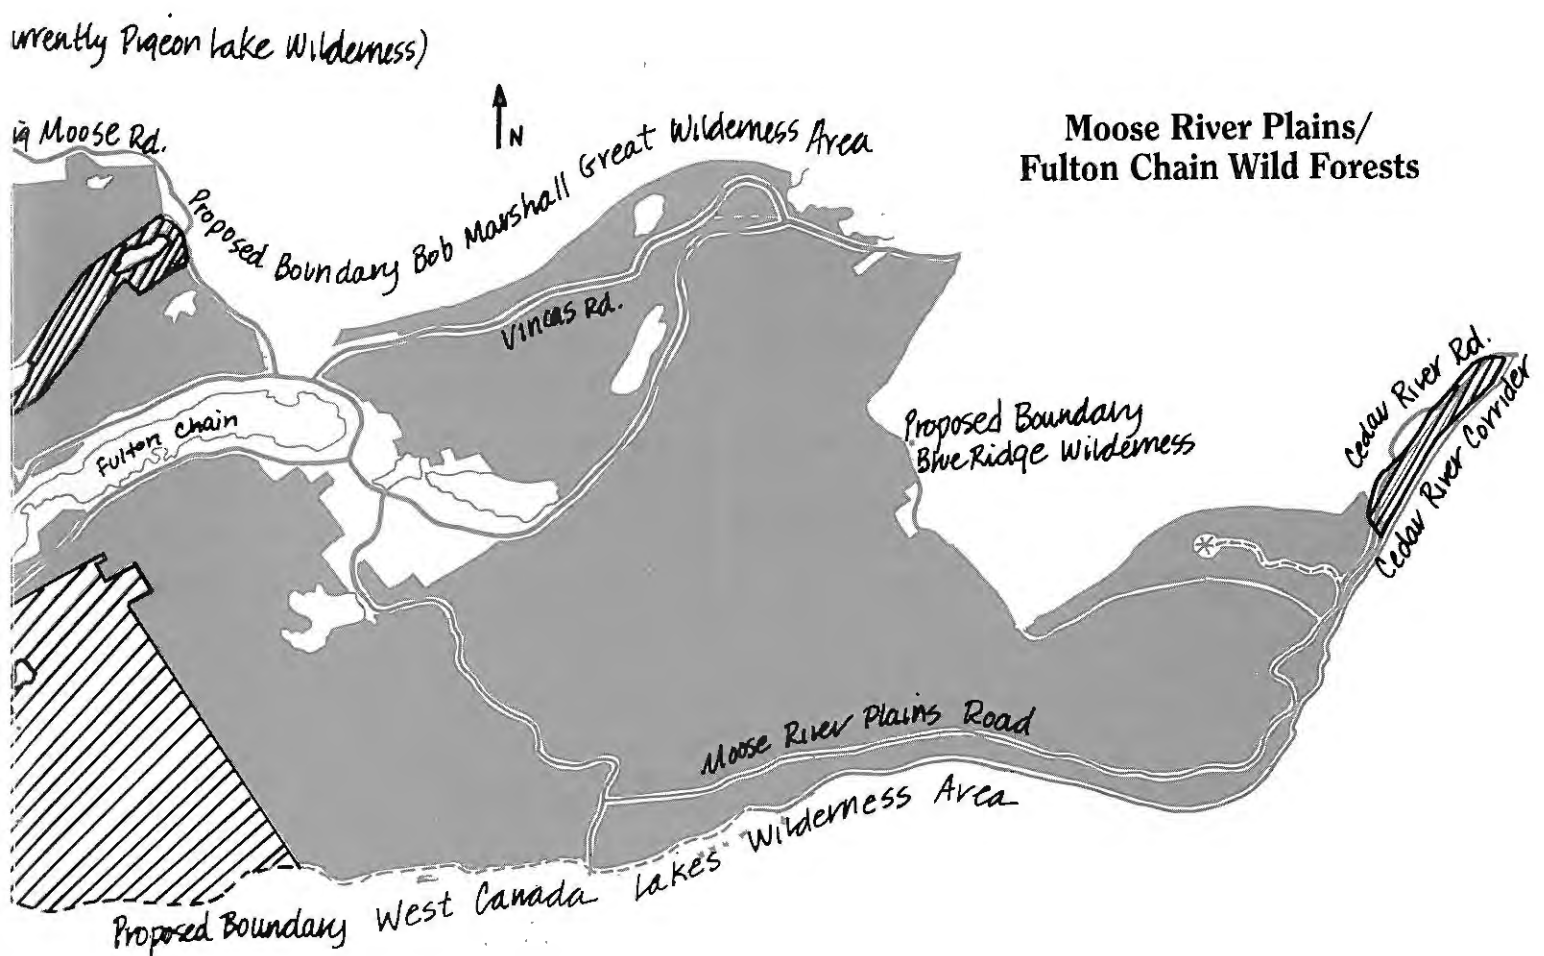 urrently Pigeon Lake Wilderness)
Moose Rd.
N
Moose River Plains/
Fulton Chain Wild Forests
Proposed Boundary Bob Marshall Great Wilderness Area
Vincas Rd.
Fulton Chain
Proposed Boundary
Blue Ridge Wilderness
Cedar River Rd.
Cedar River Corrider
Moose River Plains Road
Proposed Boundary West Canada Lakes Wilderness Area